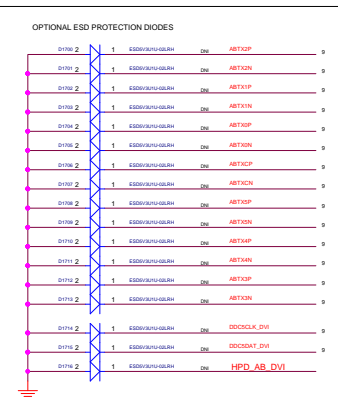 OPTIONAL ESD PROTECTION DIODES
D1700 2 1 ESD5V3U1U-02LRH DNI ABTX2P 9
D1701 2 1 ESD5V3U1U-02LRH DNI ABTX2N 9
D1702 2 1 ESD5V3U1U-02LRH DNI ABTX1P 9
D1703 2 1 ESD5V3U1U-02LRH DNI ABTX1N 9
D1704 2 1 ESD5V3U1U-02LRH DNI ABTX0P 9
D1705 2 1 ESD5V3U1U-02LRH DNI ABTX0N 9
D1706 2 1 ESD5V3U1U-02LRH DNI ABTXCP 9
D1707 2 1 ESD5V3U1U-02LRH DNI ABTXCN 9
D1708 2 1 ESD5V3U1U-02LRH DNI ABTX5P 9
D1709 2 1 ESD5V3U1U-02LRH DNI ABTX5N 9
D1710 2 1 ESD5V3U1U-02LRH DNI ABTX4P 9
D1711 2 1 ESD5V3U1U-02LRH DNI ABTX4N 9
D1712 2 1 ESD5V3U1U-02LRH DNI ABTX3P 9
D1713 2 1 ESD5V3U1U-02LRH DNI ABTX3N 9
D1714 2 1 ESD5V3U1U-02LRH DNI DDC5CLK_DVI 9
D1715 2 1 ESD5V3U1U-02LRH DNI DDC5DAT_DVI 9
D1716 2 1 ESD5V3U1U-02LRH DNI HPD_AB_DVI